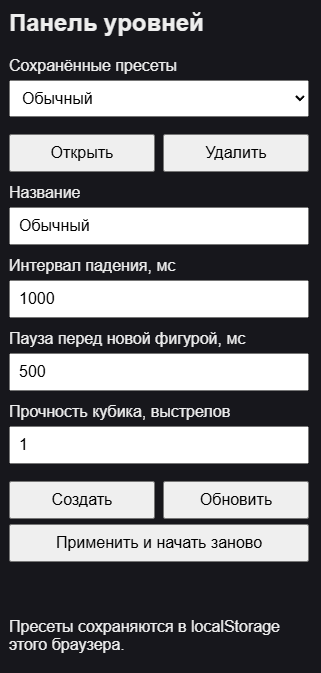 Панель уровней
Сохранённые пресеты
Обычный
Открыть
Удалить
Название
Обычный
Интервал падения, мс
1000
Пауза перед новой фигурой, мс
500
Прочность кубика, выстрелов
1
Создать
Обновить
Применить и начать заново
Пресеты сохраняются в localStorage
этого браузера.